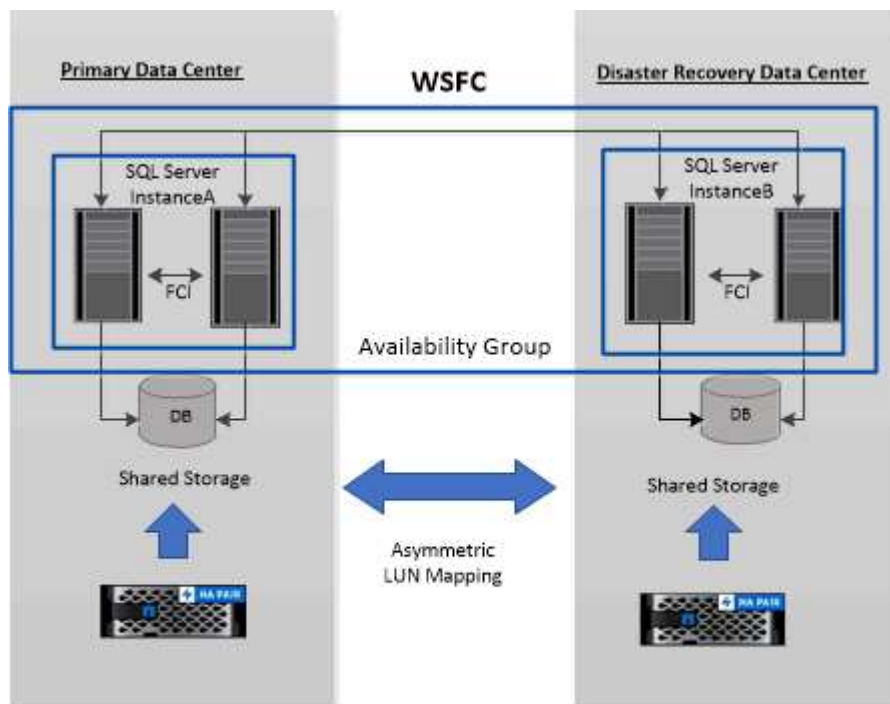 Primary Data Center
WSFC
Disaster Recovery Data Center
SQL Server
InstanceA
SQL Server
InstanceB
FCI
FCI
Availability Group
DB
DB
Shared Storage
Shared Storage
Asymmetric
LUN Mapping
HA PAIR
HA PAIR